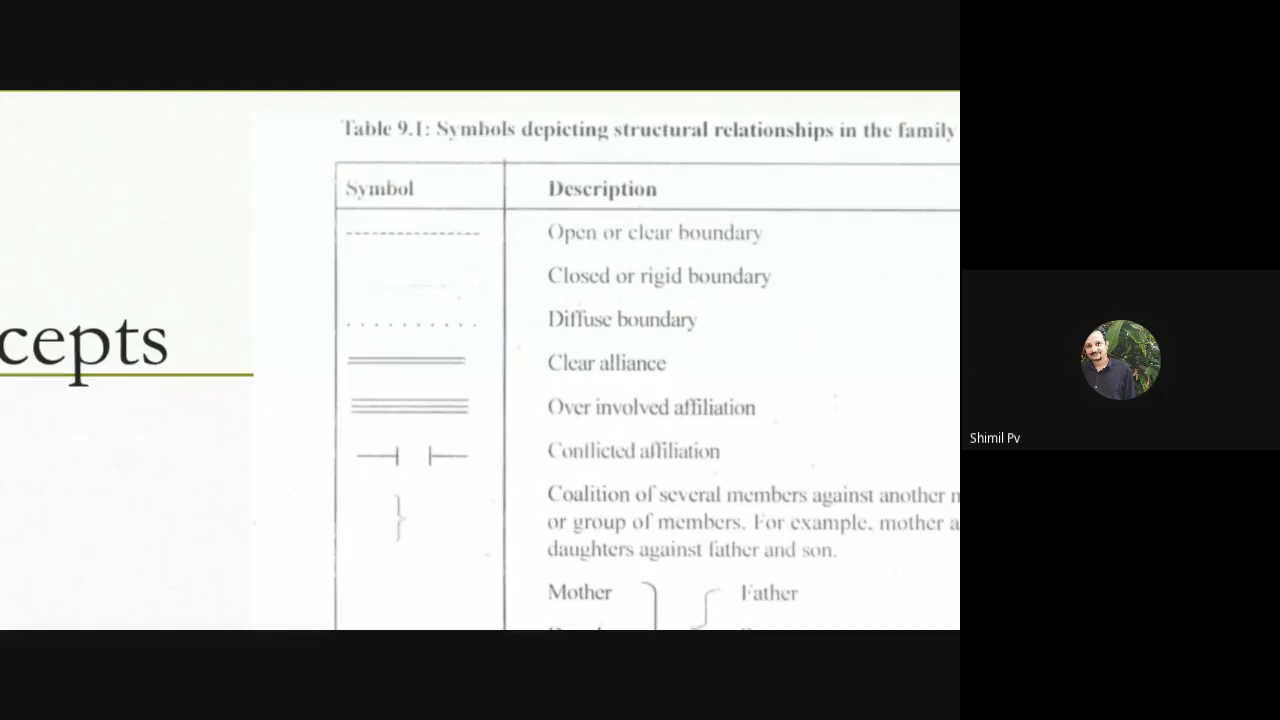 Table 9.1: Symbols depicting structural relationships in the family
Symbol
Description
Open or clear boundary
Closed or rigid boundary
Diffuse boundary
cepts
Clear alliance
Over involved affiliation
Conflicted affiliation
Coalition of several members against another
or group of members. For example, mother
daughters against father and son.
Mother
Father
Shimil Pv